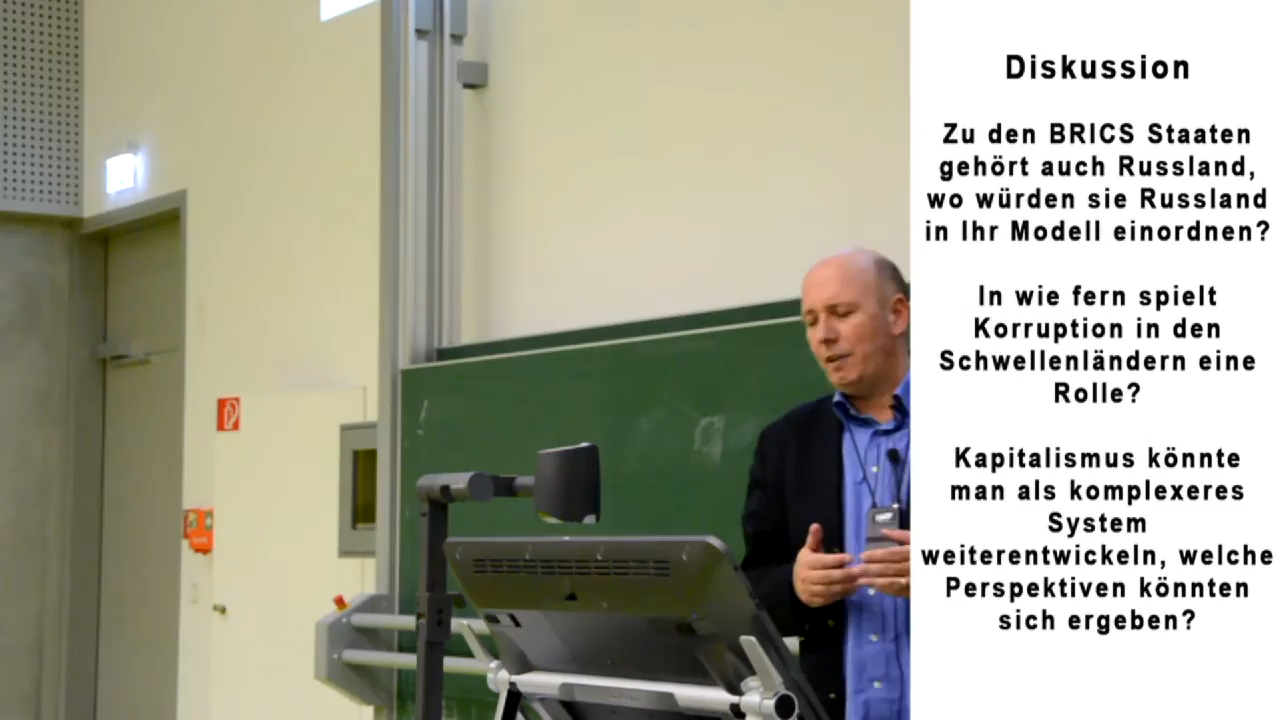 Diskussion
Zu den BRICS Staaten
gehört auch Russland,
wo würden sie Russland
in Ihr Modell einordnen?
In wie fern spielt
Korruption in den
Schwellenländern eine
Rolle?
Kapitalismus könnte
man als komplexeres
System
weiterentwickeln, welche
Perspektiven könnten
sich ergeben?